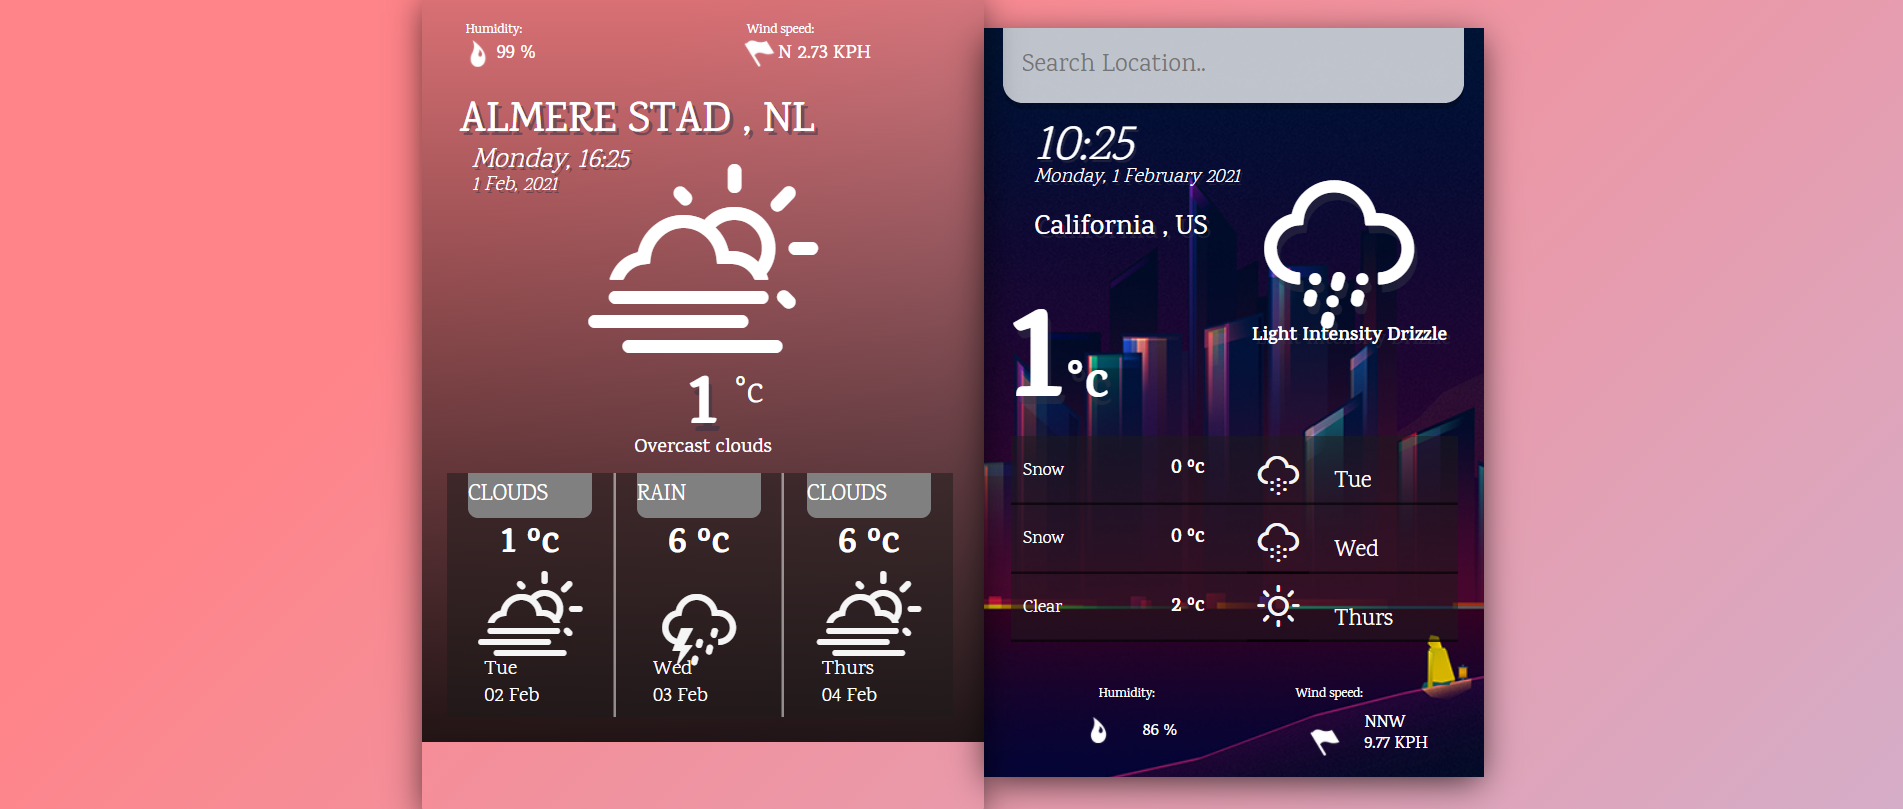 Humidity:
99 %
Wind speed:
N 2.73 KPH
ALMERE STAD , NL
Monday, 16:25
1 Feb, 2021
1 °c
Overcast clouds
CLOUDS
1 °c
Tue
02 Feb
RAIN
6 °c
Wed
03 Feb
CLOUDS
6 °c
Thurs
04 Feb
Search Location..
10:25
Monday, 1 February 2021
California , US
Light Intensity Drizzle
1°c
Snow 0 °c Tue
Snow 0 °c Wed
Clear 2 °c Thurs
Humidity:
86 %
Wind speed:
NNW
9.77 KPH